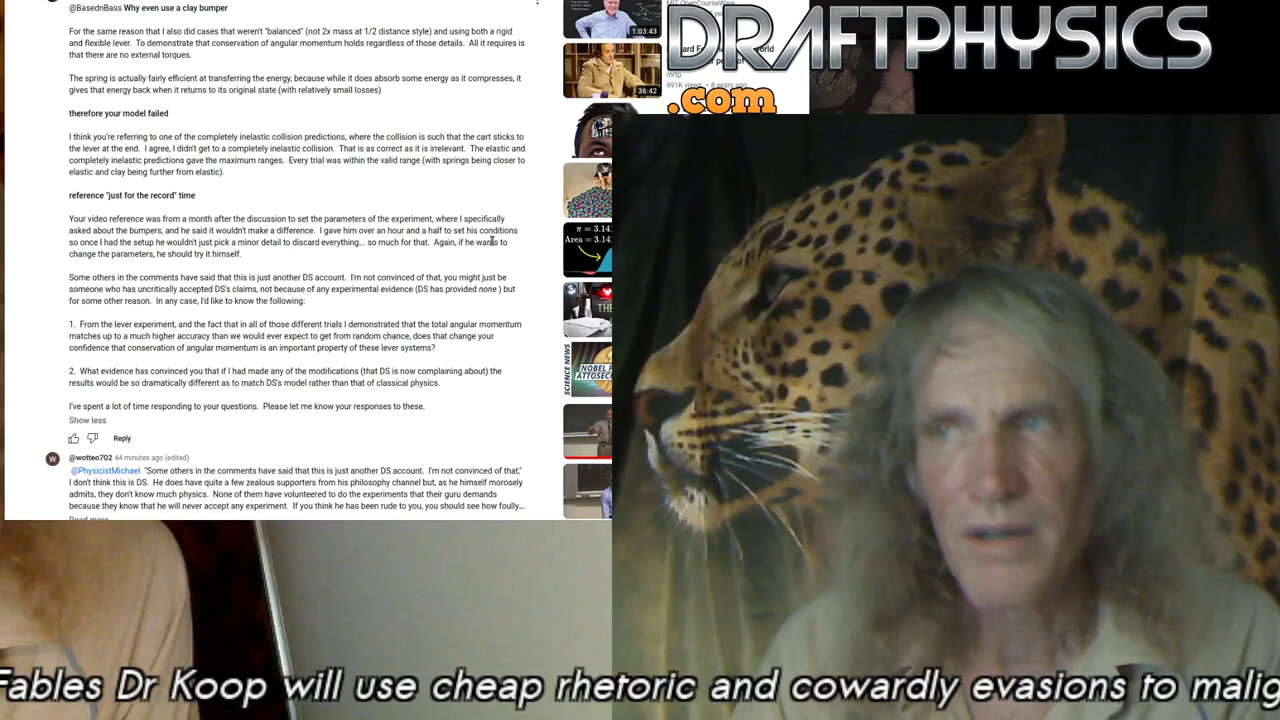 @BasednBass Why even use a clay bumper
For the same reason that I also did cases that weren't "balanced" (not 2x mass at 1/2 distance style) and using both a rigid
and flexible lever. To demonstrate that conservation of angular momentum holds regardless of those details. All it requires is
that there are no external torques.
The spring is actually fairly efficient at transferring the energy, because while it does absorb some energy as it compresses, it
gives that energy back when it returns to its original state (with relatively small losses)
therefore your model failed
I think you're referring to one of the completely inelastic collision predictions, where the collision is such that the cart sticks to
the lever at the end. I agree, I didn't get to a completely inelastic collision. That is as correct as it is irrelevant. The elastic and
completely inelastic predictions gave the maximum ranges. Every trial was within the valid range (with springs being closer to
elastic and clay being further from elastic).
reference "just for the record" time
Your video reference was from a month after the discussion to set the parameters of the experiment, where I specifically
asked about the bumpers, and he said it wouldn't make a difference. I gave him over an hour and a half to set his conditions
so once I had the setup he wouldn't just pick a minor detail to discard everything... so much for that. Again, if he wants to
change the parameters, he should try it himself.
Some others in the comments have said that this is just another DS account. I'm not convinced of that, you might just be
someone who has uncritically accepted DS's claims, not because of any experimental evidence (DS has provided none ) but
for some other reason. In any case, I'd like to know the following:
1. From the lever experiment, and the fact that in all of those different trials I demonstrated that the total angular momentum
matches up to a much higher accuracy than we would ever expect to get from random chance, does that change your
confidence that conservation of angular momentum is an important property of these lever systems?
2. What evidence has convinced you that if I had made any of the modifications (that DS is now complaining about) the
results would be so dramatically different as to match DS's model rather than that of classical physics.
I've spent a lot of time responding to your questions. Please let me know your responses to these.
Show less
Reply
W
@wotteo702 44 minutes ago (edited)
@PhysicistMichael "Some others in the comments have said that this is just another DS account. I'm not convinced of that,"
I don't think this is DS. He does have quite a few zealous supporters from his philosophy channel but, as he himself morosely
admits, they don't know much physics. None of them have volunteered to do the experiments that their guru demands
because they know that he will never accept any experiment. If you think he has been rude to you, you should see how foully...
1:03:43
36:42
991K views
8 years ago
π = 3.141
Area = 3.141
SCIENCE NEWS
NOBEL
DRAFTPHYSICS
.com
Fables Dr Koop will use cheap rhetoric and cowardly evasions to malig